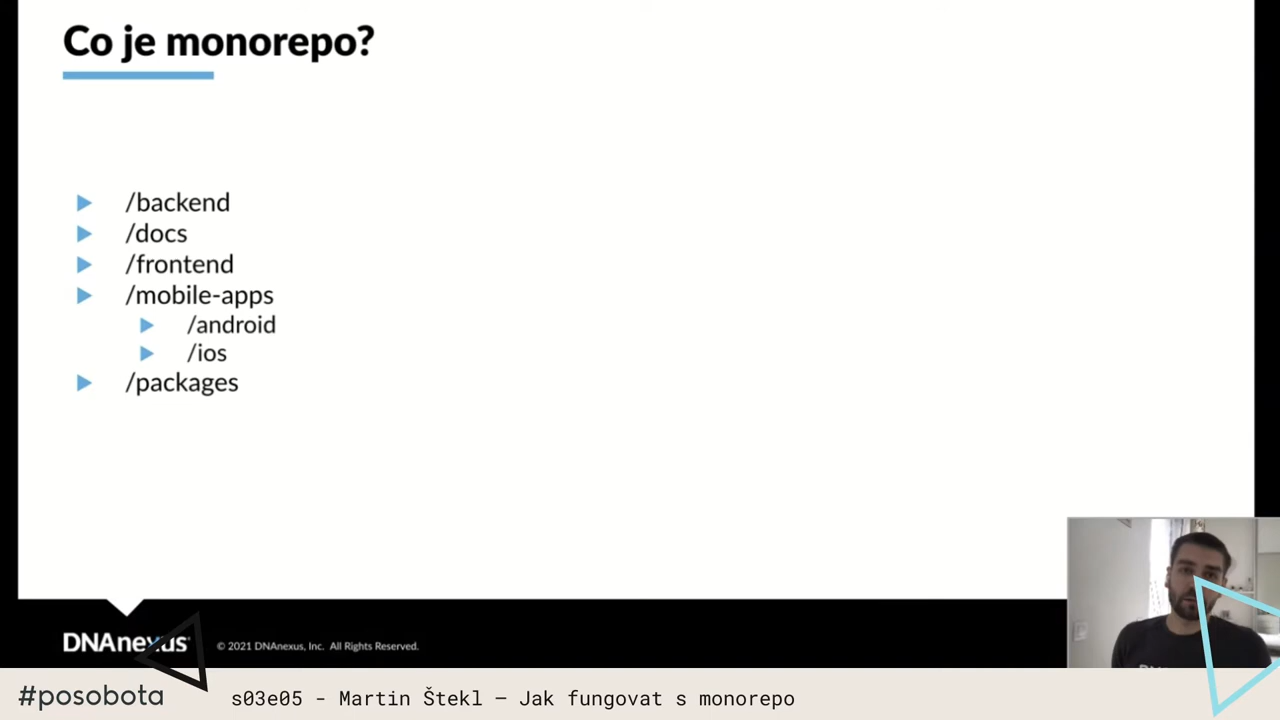 Co je monorepo?
/backend
/docs
/frontend
/mobile-apps
/android
/ios
/packages
DNAnexus
© 2021 DNAnexus, Inc. All Rights Reserved.
#posobota
s03e05 - Martin Štekl – Jak fungovat s monorepo